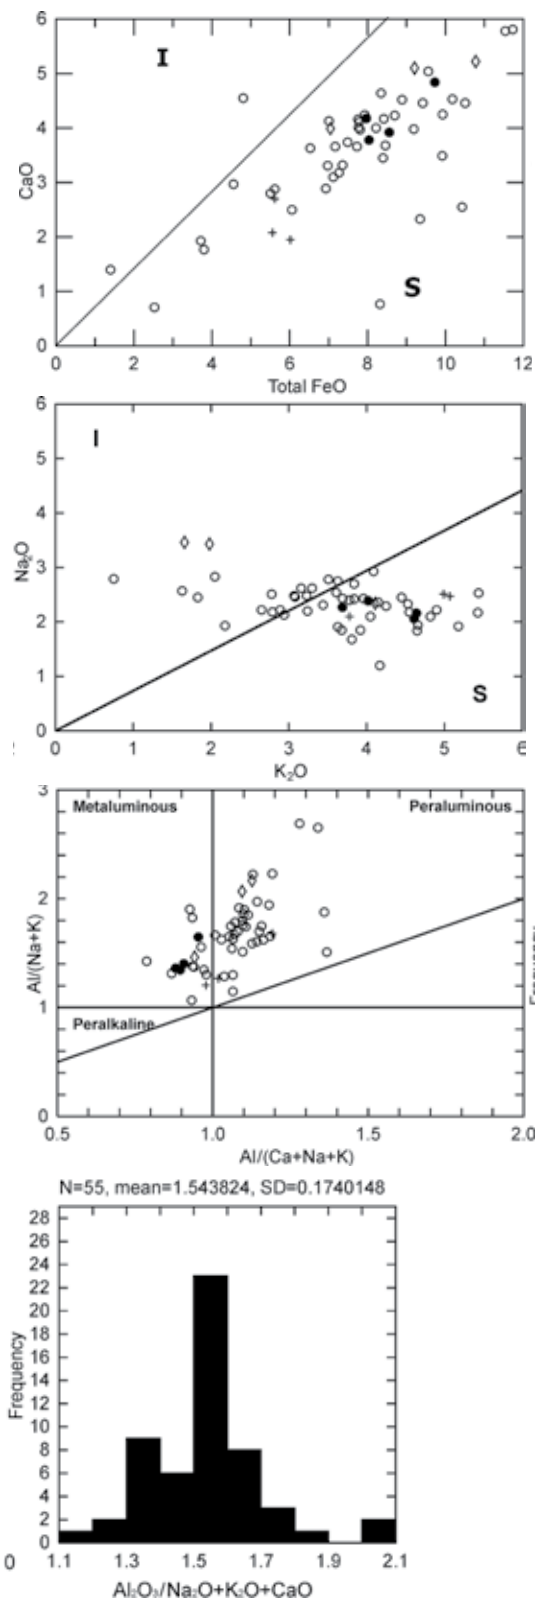 6
5
4
3
2
1
0
CaO
I
S
0 2 4 6 8 10 12
Total FeO
6
5
4
3
2
1
0
Na2O
I
S
0 1 2 3 4 5 6
K2O
3
2
1
0
Al/(Na+K)
Metaluminous Peraluminous
Peralkaline
0.5 1.0 1.5 2.0
Al/(Ca+Na+K)
N=55, mean=1.543824, SD=0.1740148
28
26
24
22
20
18
16
14
12
10
8
6
4
2
0
Frequency
0
1.1 1.3 1.5 1.7 1.9 2.1
Al2O3/Na2O+K2O+CaO